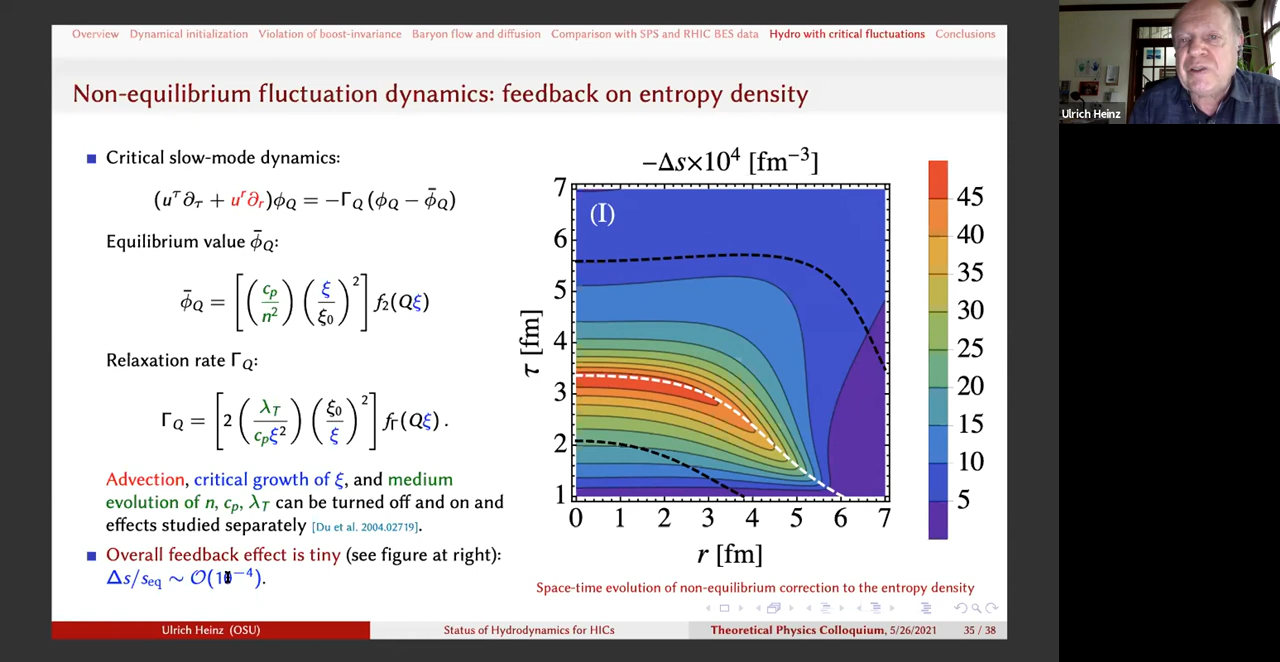 Overview Dynamical initialization Violation of boost-invariance Baryon flow and diffusion Comparison with SPS and RHIC BES data Hydro with critical fluctuations Conclusions
Non-equilibrium fluctuation dynamics: feedback on entropy density
■ Critical slow-mode dynamics:
(u^τ ∂_τ + u^r ∂_r)ϕ_Q = −Γ_Q (ϕ_Q − ϕ̄_Q)
Equilibrium value ϕ̄_Q:
ϕ̄_Q = [(c_p/n²)(ξ/ξ₀)²] f₂(Qξ)
Relaxation rate Γ_Q:
Γ_Q = [2(λ_T/(c_p ξ²))(ξ₀/ξ)²] f_Γ(Qξ).
Advection, critical growth of ξ, and medium
evolution of n, c_p, λ_T can be turned off and on and
effects studied separately [Du et al. 2004.02719].
■ Overall feedback effect is tiny (see figure at right):
Δs/s_eq ∼ O(10⁻⁴).
−Δs×10⁴ [fm⁻³]
(I)
7
6
5
4
3
2
1
τ [fm]
0 1 2 3 4 5 6 7
r [fm]
45
40
35
30
25
20
15
10
5
Space-time evolution of non-equilibrium correction to the entropy density
Ulrich Heinz (OSU) Status of Hydrodynamics for HICs Theoretical Physics Colloquium, 5/26/2021 35 / 38
Ulrich Heinz